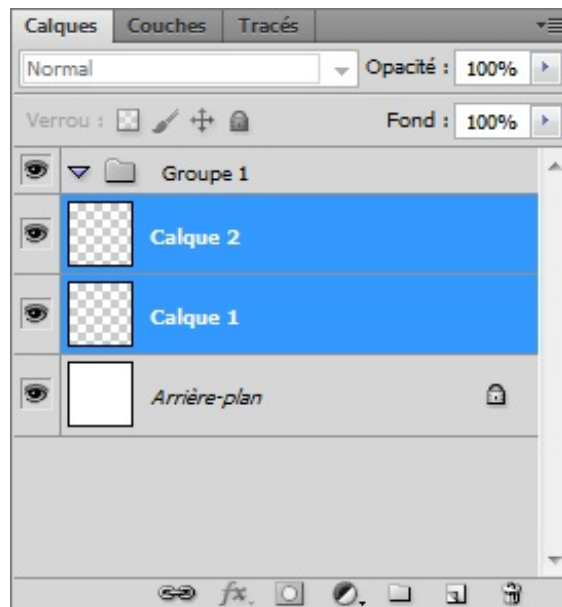 Calques Couches Tracés
Normal Opacité : 100%
Verrou : Fond : 100%
Groupe 1
Calque 2
Calque 1
Arrière-plan
fx.